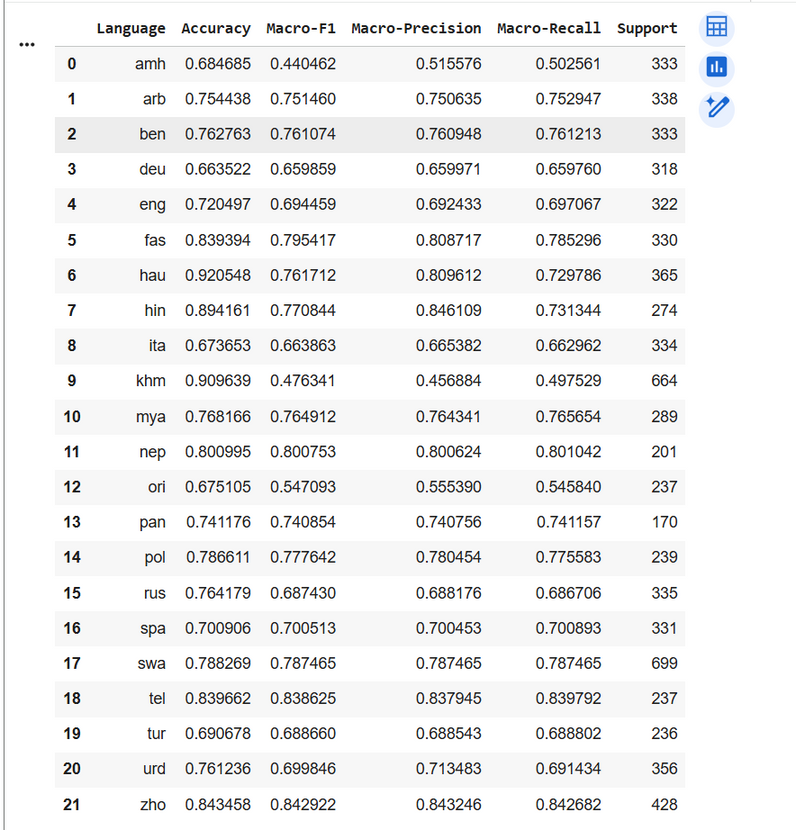 Language Accuracy Macro-F1 Macro-Precision Macro-Recall Support
...
0 amh 0.684685 0.440462 0.515576 0.502561 333
1 arb 0.754438 0.751460 0.750635 0.752947 338
2 ben 0.762763 0.761074 0.760948 0.761213 333
3 deu 0.663522 0.659859 0.659971 0.659760 318
4 eng 0.720497 0.694459 0.692433 0.697067 322
5 fas 0.839394 0.795417 0.808717 0.785296 330
6 hau 0.920548 0.761712 0.809612 0.729786 365
7 hin 0.894161 0.770844 0.846109 0.731344 274
8 ita 0.673653 0.663863 0.665382 0.662962 334
9 khm 0.909639 0.476341 0.456884 0.497529 664
10 mya 0.768166 0.764912 0.764341 0.765654 289
11 nep 0.800995 0.800753 0.800624 0.801042 201
12 ori 0.675105 0.547093 0.555390 0.545840 237
13 pan 0.741176 0.740854 0.740756 0.741157 170
14 pol 0.786611 0.777642 0.780454 0.775583 239
15 rus 0.764179 0.687430 0.688176 0.686706 335
16 spa 0.700906 0.700513 0.700453 0.700893 331
17 swa 0.788269 0.787465 0.787465 0.787465 699
18 tel 0.839662 0.838625 0.837945 0.839792 237
19 tur 0.690678 0.688660 0.688543 0.688802 236
20 urd 0.761236 0.699846 0.713483 0.691434 356
21 zho 0.843458 0.842922 0.843246 0.842682 428